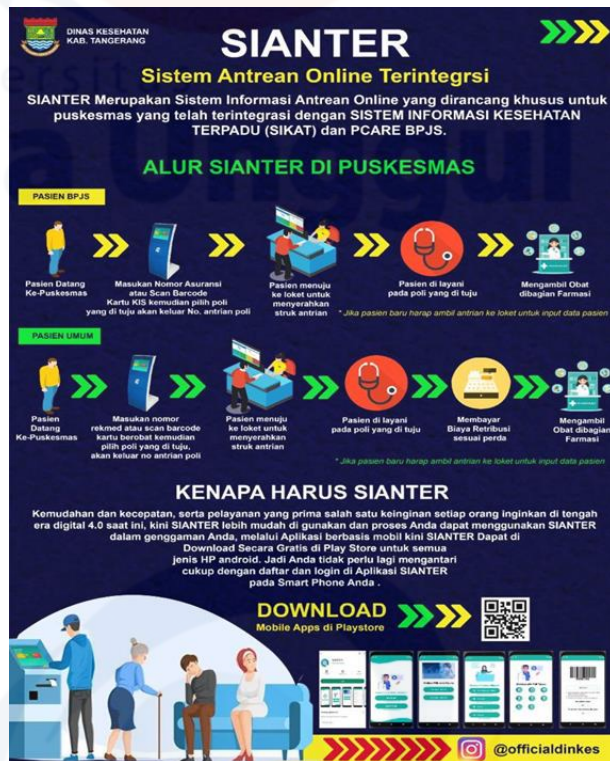 DINAS KESEHATAN
KAB. TANGERANG
SIANTER
Sistem Antrean Online Terintegrsi
SIANTER Merupakan Sistem Informasi Antrean Online yang dirancang khusus untuk
puskesmas yang telah terintegrasi dengan SISTEM INFORMASI KESEHATAN
TERPADU (SIKAT) dan PCARE BPJS.
ALUR SIANTER DI PUSKESMAS
PASIEN BPJS
Pasien Datang
Ke-Puskesmas
Masukan Nomor Asuransi
atau Scan Barcode
Kartu KIS kemudian pilih poli
yang di tuju akan keluar No. antrian poli
Pasien menuju
ke loket untuk
menyerahkan
struk antrian
Pasien di layani
pada poli yang di tuju
Mengambil Obat
dibagian Farmasi
* Jika pasien baru harap ambil antrian ke loket untuk input data pasien
PASIEN UMUM
Pasien
Datang
Ke-Puskesmas
Masukan nomor
rekmed atau scan barcode
kartu berobat kemudian
pilih poli yang di tuju,
akan keluar no antrian poli
Pasien menuju
ke loket untuk
menyerahkan
struk antrian
Pasien di layani
pada poli yang di tuju
Membayar
Biaya Retribusi
sesuai perda
Mengambil
Obat dibagian
Farmasi
* Jika pasien baru harap ambil antrian ke loket untuk input data pasien
KENAPA HARUS SIANTER
Kemudahan dan kecepatan, serta pelayanan yang prima salah satu keinginan setiap orang inginkan di tengah
era digital 4.0 saat ini, kini SIANTER lebih mudah di gunakan dan proses Anda dapat menggunakan SIANTER
dalam genggaman Anda, melalui Aplikasi berbasis mobil kini SIANTER Dapat di
Download Secara Gratis di Play Store untuk semua
jenis HP android. Jadi Anda tidak perlu lagi mengantari
cukup dengan daftar dan login di Aplikasi SIANTER
pada Smart Phone Anda .
DOWNLOAD
Mobile Apps di Playstore
@officialdinkes